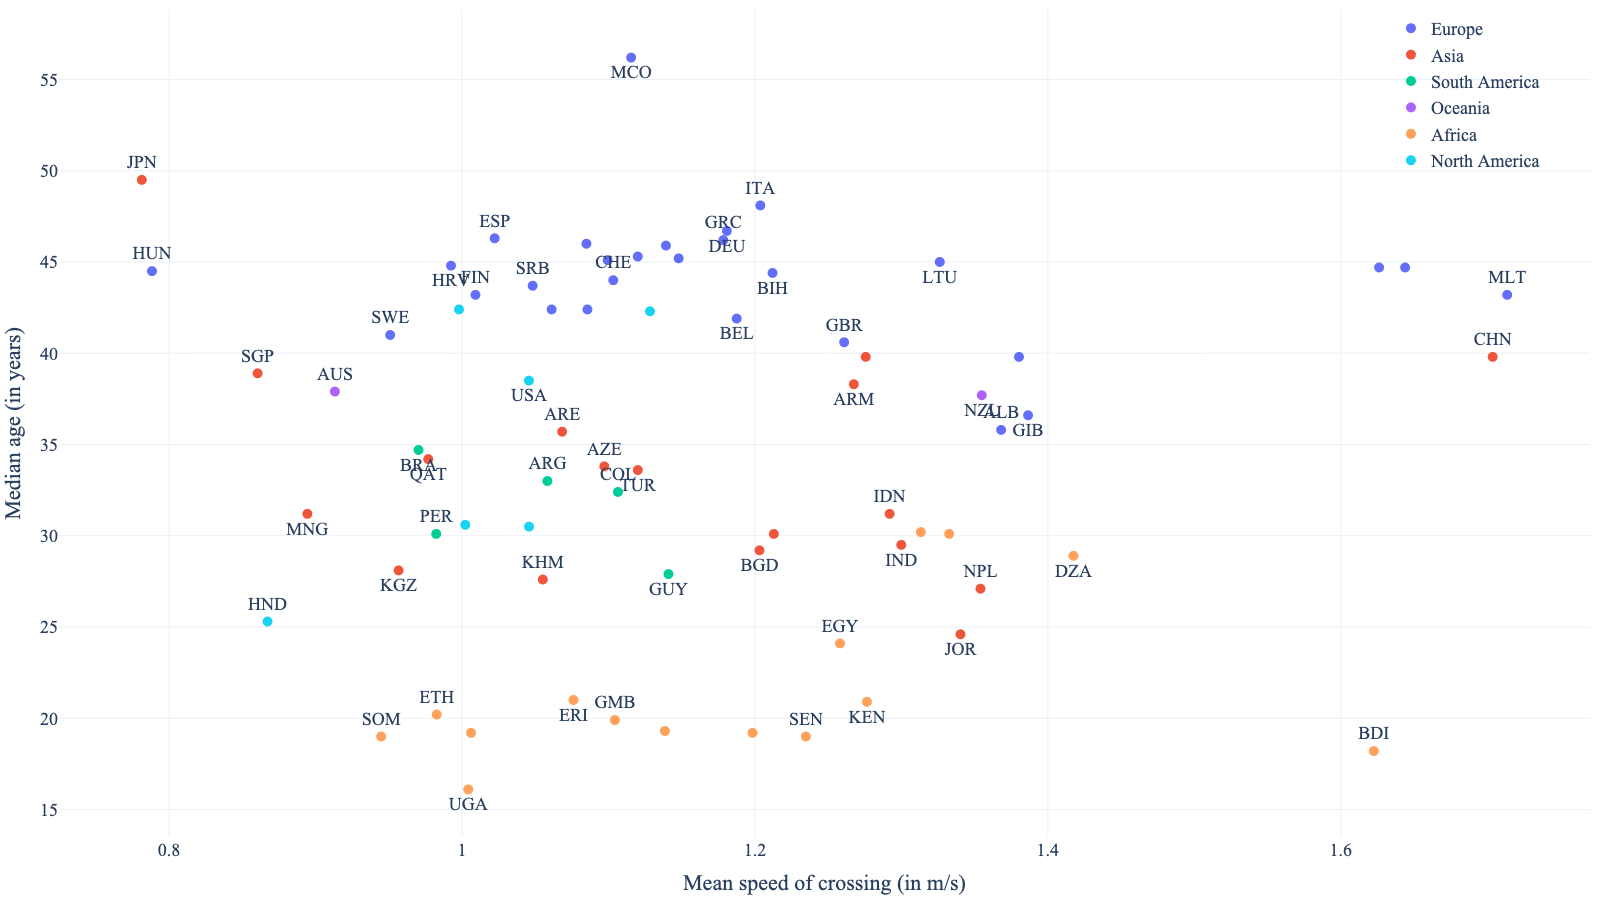 Europe
Asia
South America
Oceania
Africa
North America
Median age (in years)
55
50
45
40
35
30
25
20
15
MCO
JPN
ITA
ESP
GRC
DEU
HUN
HRV
FIN
SRB
CHE
BIH
LTU
MLT
SWE
BEL
GBR
CHN
SGP
AUS
USA
ARM
ARE
NZL
ALB
GIB
BRA
QAT
AZE
ARG
COL
TUR
IDN
MNG
PER
IND
BGD
KGZ
KHM
GUY
NPL
DZA
HND
EGY
JOR
ETH
SOM
ERI
GMB
SEN
KEN
BDI
UGA
0.8
1
1.2
1.4
1.6
Mean speed of crossing (in m/s)